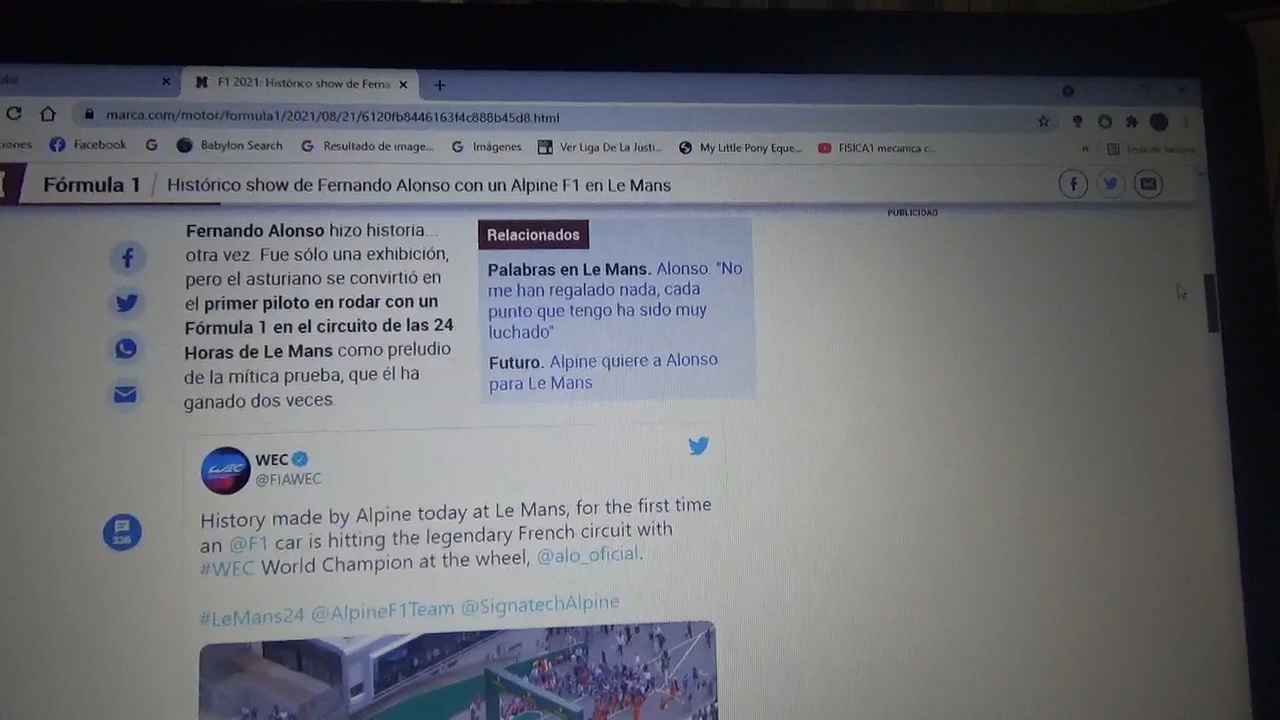 F1 2021: Histórico show de Ferna
marca.com/motor/formula1/2021/08/21/6120fb8446163f4c888b45d8.html
Facebook
Babylon Search
Resultado de image...
Imágenes
Ver Liga De La Justi...
My Little Pony Eque...
FISICA1 mecanica c...
Fórmula 1 / Histórico show de Fernando Alonso con un Alpine F1 en Le Mans
PUBLICIDAD
Fernando Alonso hizo historia...
otra vez. Fue sólo una exhibición,
pero el asturiano se convirtió en
el primer piloto en rodar con un
Fórmula 1 en el circuito de las 24
Horas de Le Mans como preludio
de la mítica prueba, que él ha
ganado dos veces.
Relacionados
Palabras en Le Mans. Alonso: "No
me han regalado nada, cada
punto que tengo ha sido muy
luchado"
Futuro. Alpine quiere a Alonso
para Le Mans
WEC
@FIAWEC
History made by Alpine today at Le Mans, for the first time
an @F1 car is hitting the legendary French circuit with
#WEC World Champion at the wheel, @alo_oficial.
#LeMans24 @AlpineF1Team @SignatechAlpine
336